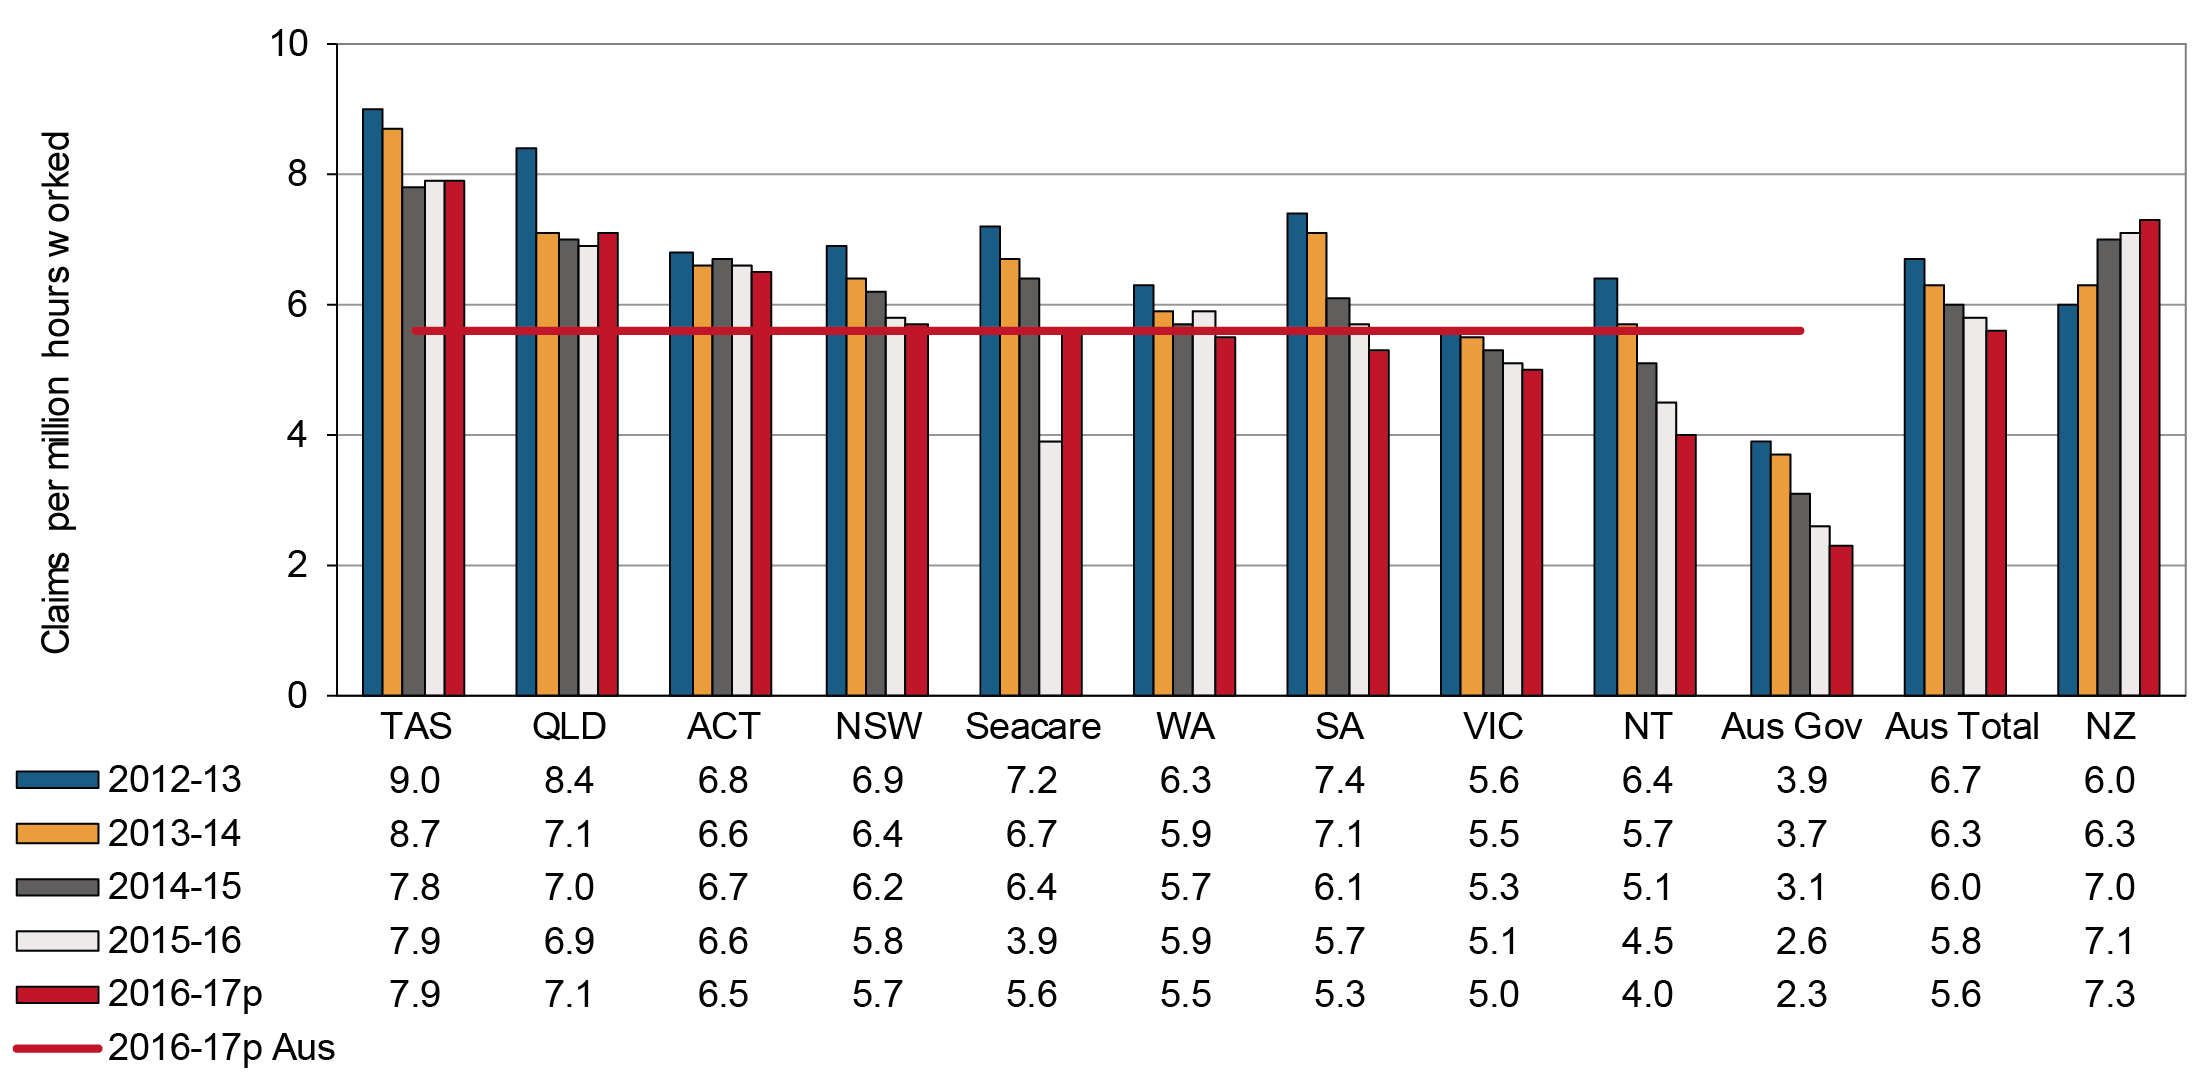 Claims per million hours w orked
10
8
6
4
2
0
TAS QLD ACT NSW Seacare WA SA VIC NT Aus Gov Aus Total NZ
2012-13 9.0 8.4 6.8 6.9 7.2 6.3 7.4 5.6 6.4 3.9 6.7 6.0
2013-14 8.7 7.1 6.6 6.4 6.7 5.9 7.1 5.5 5.7 3.7 6.3 6.3
2014-15 7.8 7.0 6.7 6.2 6.4 5.7 6.1 5.3 5.1 3.1 6.0 7.0
2015-16 7.9 6.9 6.6 5.8 3.9 5.9 5.7 5.1 4.5 2.6 5.8 7.1
2016-17p 7.9 7.1 6.5 5.7 5.6 5.5 5.3 5.0 4.0 2.3 5.6 7.3
2016-17p Aus